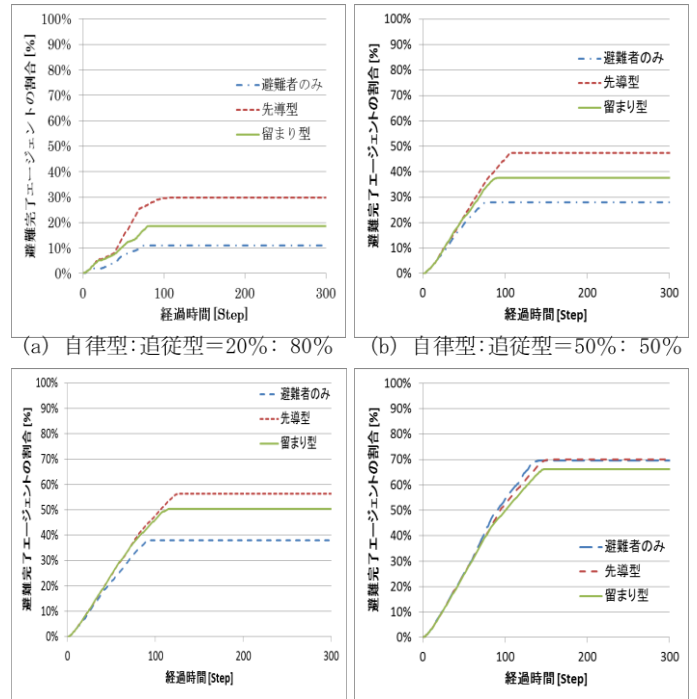 100%
90%
80%
70%
60%
50%
40%
30%
20%
10%
0%
避難完了エージェントの割合 [%]
避難者のみ
先導型
留まり型
0
100
200
300
経過時間 [Step]
(a) 自律型:追従型=20%: 80%
100%
90%
80%
70%
60%
50%
40%
30%
20%
10%
0%
避難完了エージェントの割合 [%]
避難者のみ
先導型
留まり型
0
100
200
300
経過時間 [Step]
(b) 自律型:追従型=50%: 50%
100%
90%
80%
70%
60%
50%
40%
30%
20%
10%
0%
避難完了エージェントの割合 [%]
避難者のみ
先導型
留まり型
0
100
200
300
経過時間 [Step]
100%
90%
80%
70%
60%
50%
40%
30%
20%
10%
0%
避難完了エージェントの割合 [%]
避難者のみ
先導型
留まり型
0
100
200
300
経過時間 [Step]